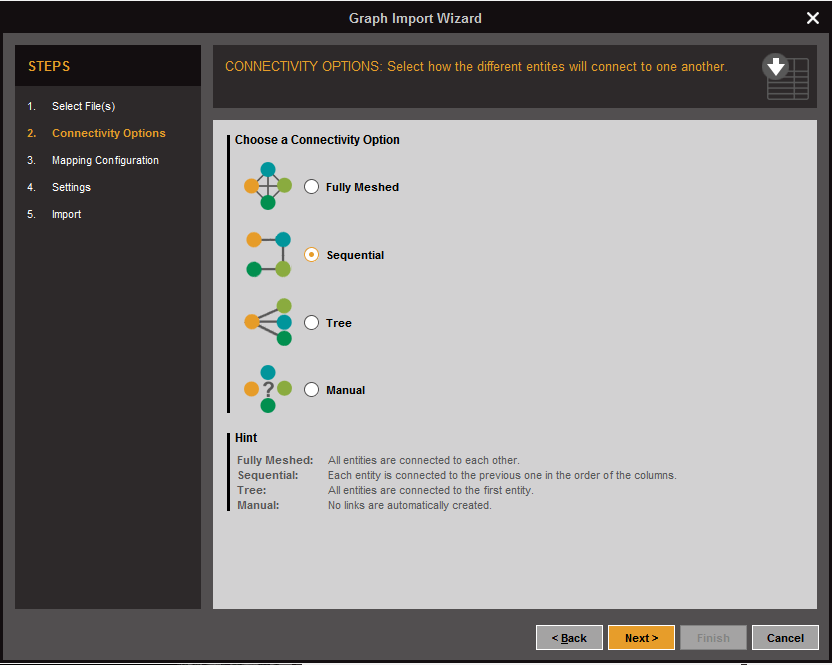 Graph Import Wizard
STEPS
1. Select File(s)
2. Connectivity Options
3. Mapping Configuration
4. Settings
5. Import
CONNECTIVITY OPTIONS: Select how the different entites will connect to one another.
Choose a Connectivity Option
Fully Meshed
Sequential
Tree
?
Manual
Hint
Fully Meshed: All entities are connected to each other.
Sequential: Each entity is connected to the previous one in the order of the columns.
Tree: All entities are connected to the first entity.
Manual: No links are automatically created.
< Back Next > Finish Cancel